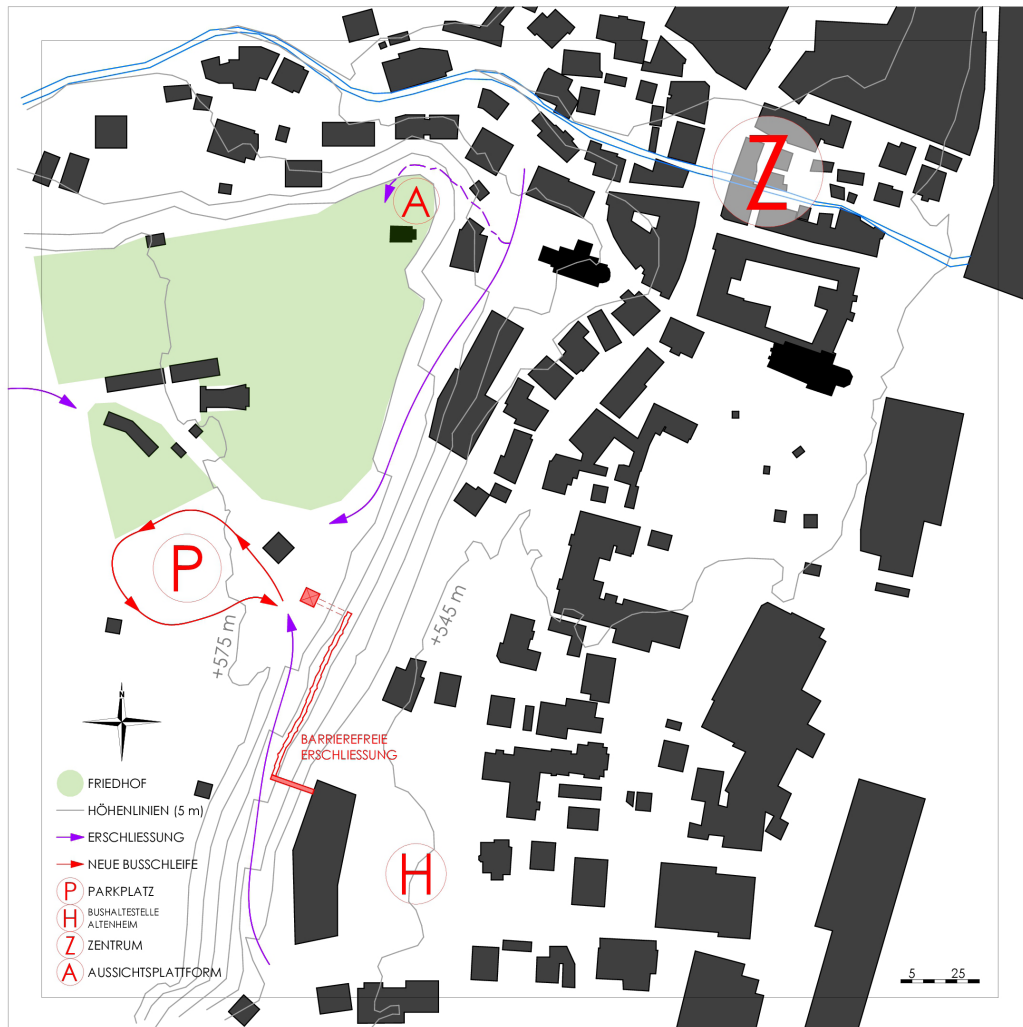 Z
A
P
+575 m
+545 m
N
BARRIEREFREIE
ERSCHLIESSUNG
H
FRIEDHOF
HÖHENLINIEN (5 m)
ERSCHLIESSUNG
NEUE BUSSCHLEIFE
P PARKPLATZ
H BUSHALTESTELLE
ALTENHEIM
Z ZENTRUM
A AUSSICHTSPLATTFORM
5 25